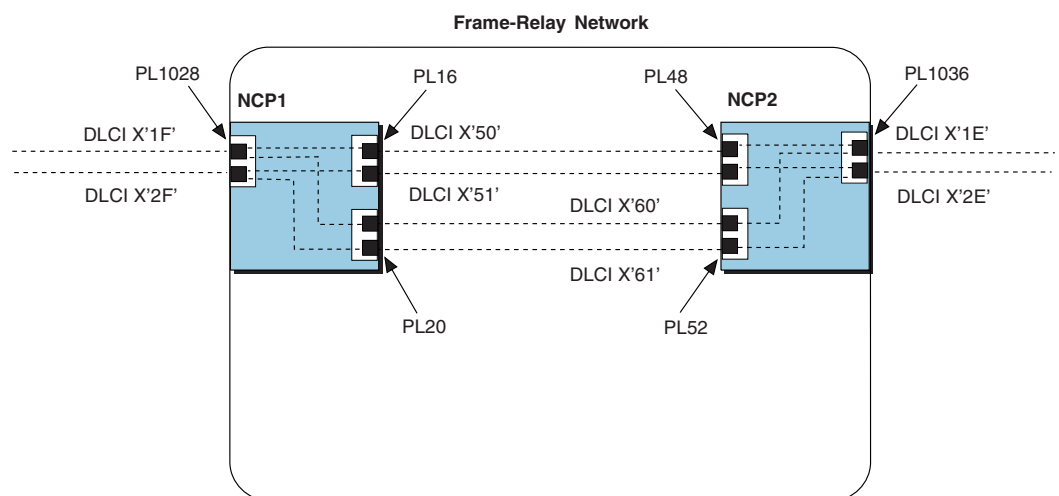 Frame-Relay Network
PL1028
PL16
PL48
PL1036
NCP1
NCP2
DLCI X'1F'
DLCI X'50'
DLCI X'1E'
DLCI X'2F'
DLCI X'51'
DLCI X'60'
DLCI X'2E'
DLCI X'61'
PL20
PL52